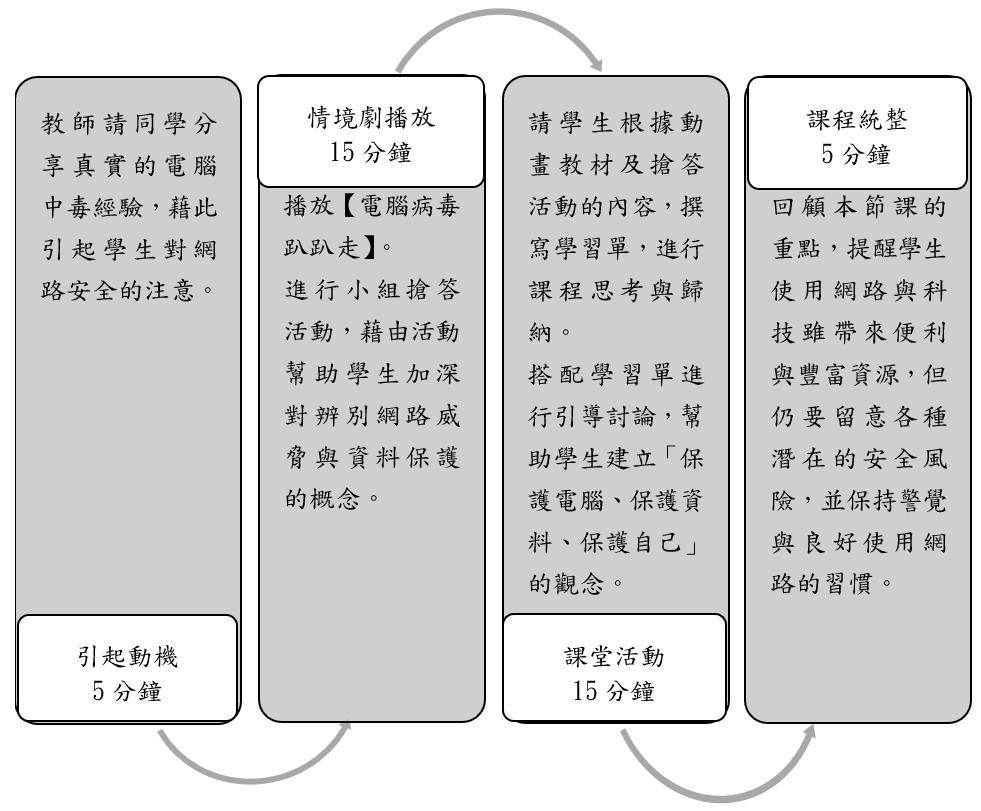 教師請同學分
享真實的電腦
中毒經驗，藉此
引起學生對網
路安全的注意。
引起動機
5 分鐘
情境劇播放
15 分鐘
播放【電腦病毒
趴趴走】。
進行小組搶答
活動，藉由活動
幫助學生加深
對辨別網路威
脅與資料保護
的概念。
請學生根據動
畫教材及搶答
活動的內容，撰
寫學習單，進行
課程思考與歸
納。
搭配學習單進
行引導討論，幫
助學生建立「保
護電腦、保護資
料、保護自己」
的觀念。
課堂活動
15 分鐘
課程統整
5 分鐘
回顧本節課的
重點，提醒學生
使用網路與科
技雖帶來便利
與豐富資源，但
仍要留意各種
潛在的安全風
險，並保持警覺
與良好使用網
路的習慣。